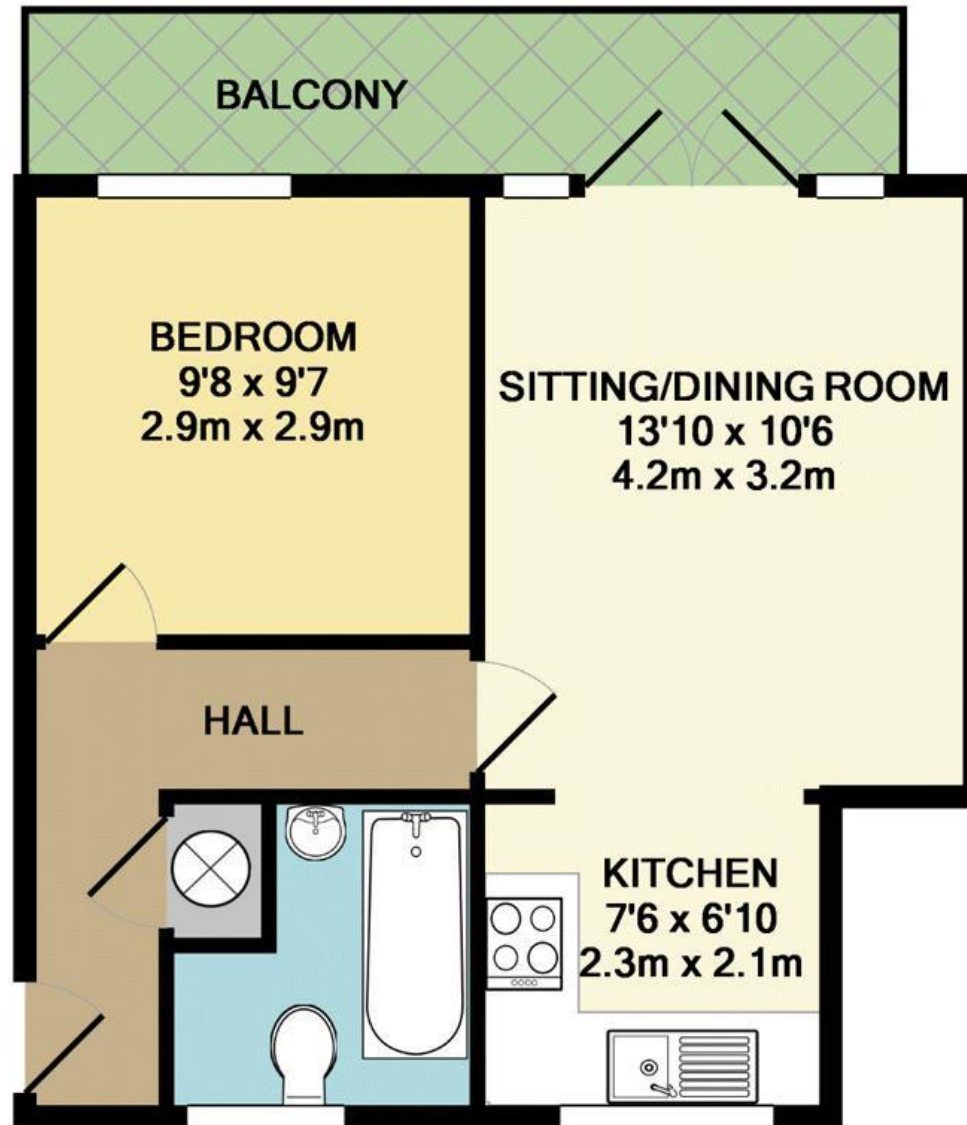 BALCONY
BEDROOM
9'8 x 9'7
2.9m x 2.9m
SITTING/DINING ROOM
13'10 x 10'6
4.2m x 3.2m
HALL
KITCHEN
7'6 x 6'10
2.3m x 2.1m